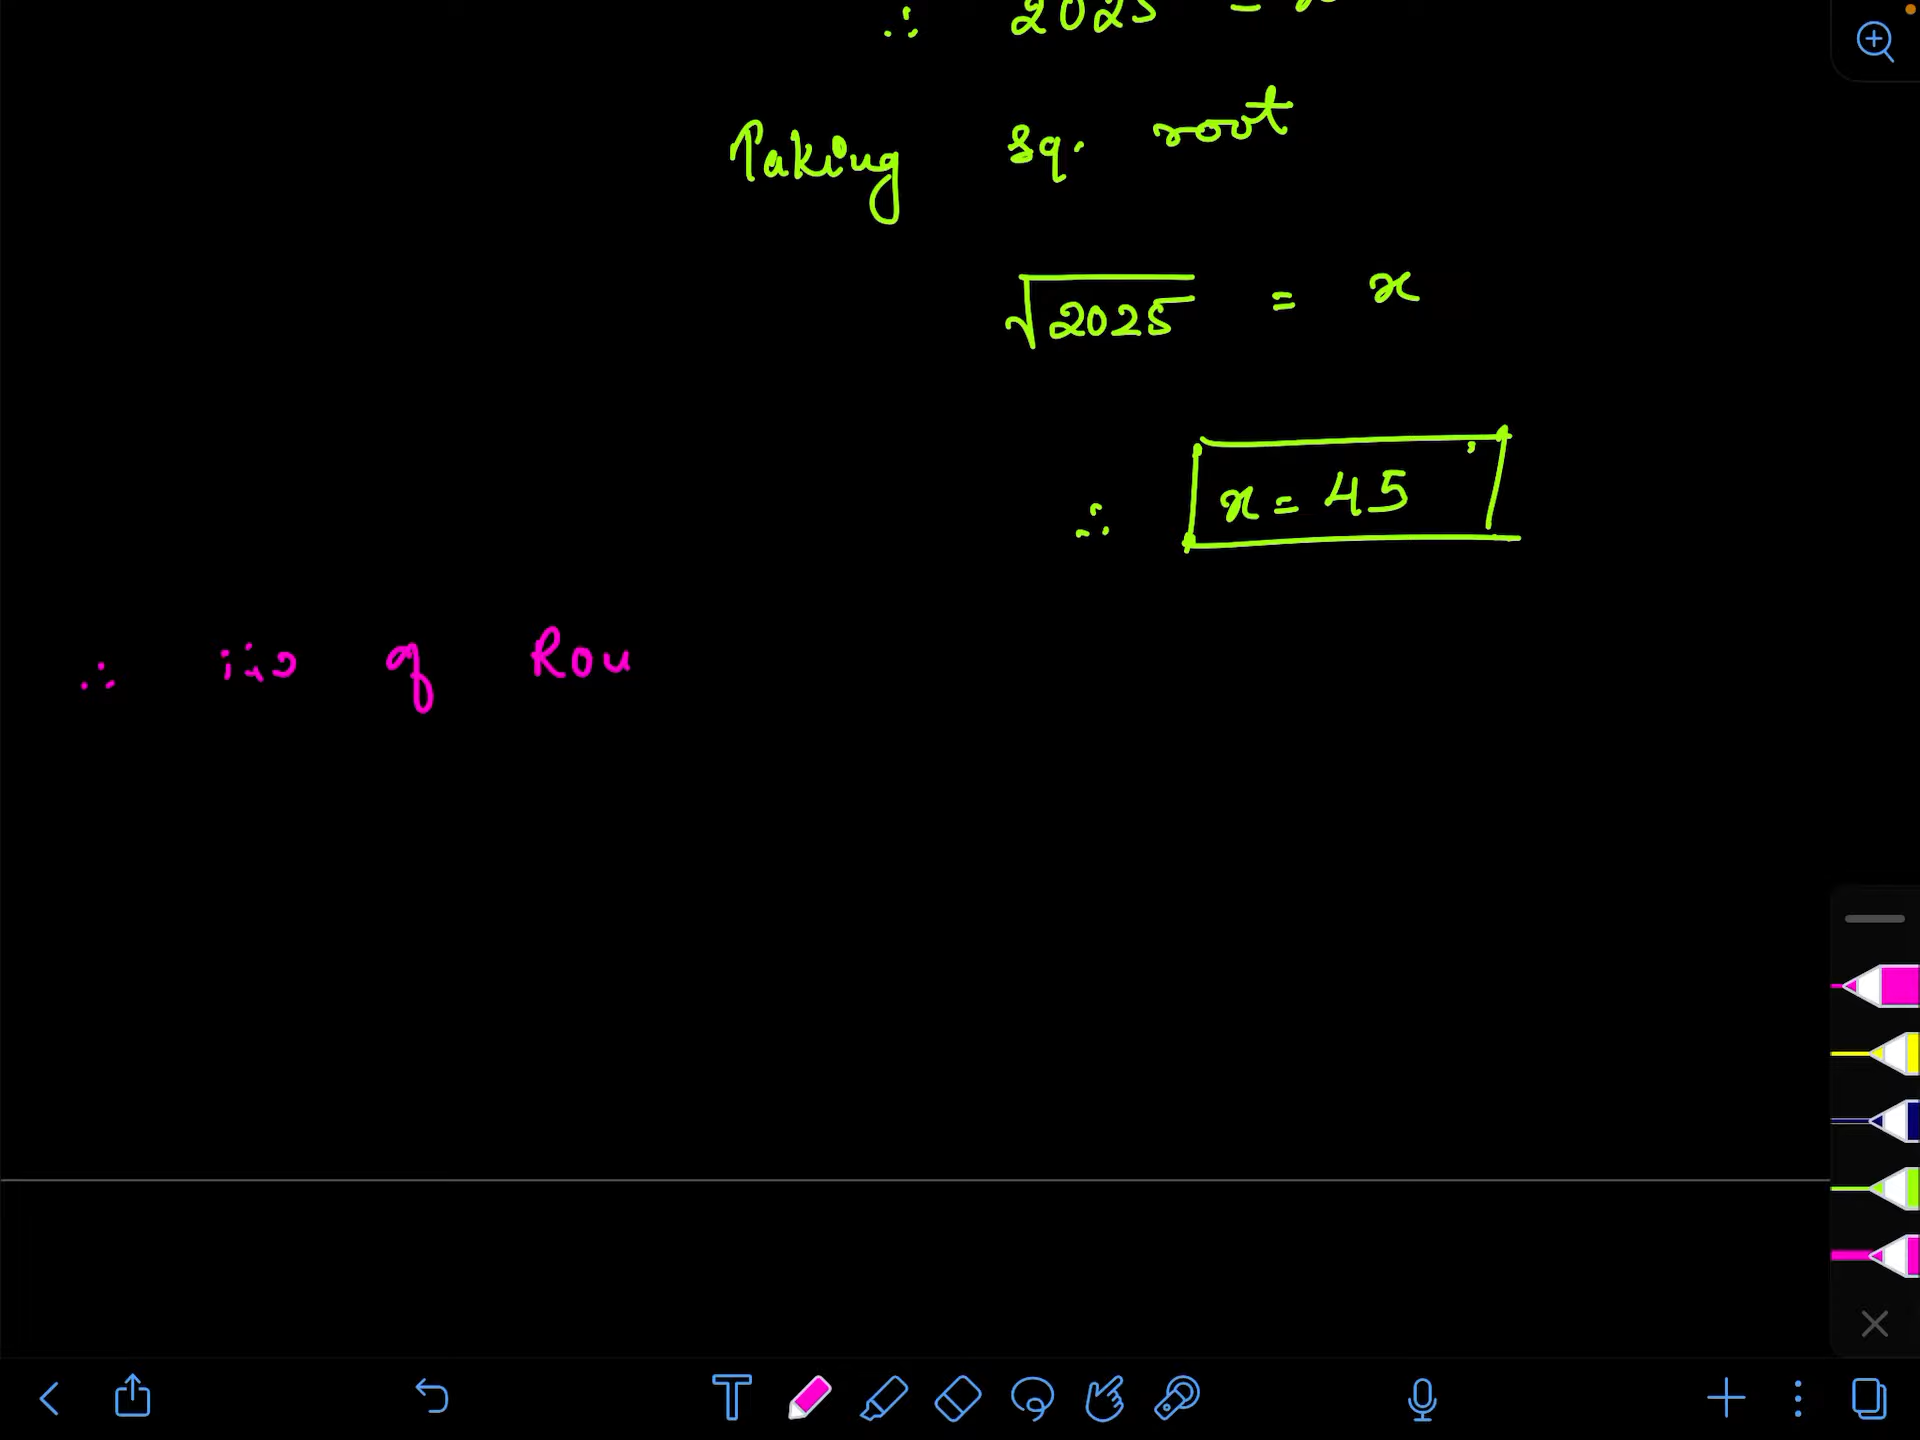 ∴ 2025 =
Taking sq. root
√2025 = x
∴ x = 45
∴ no of Rou
T